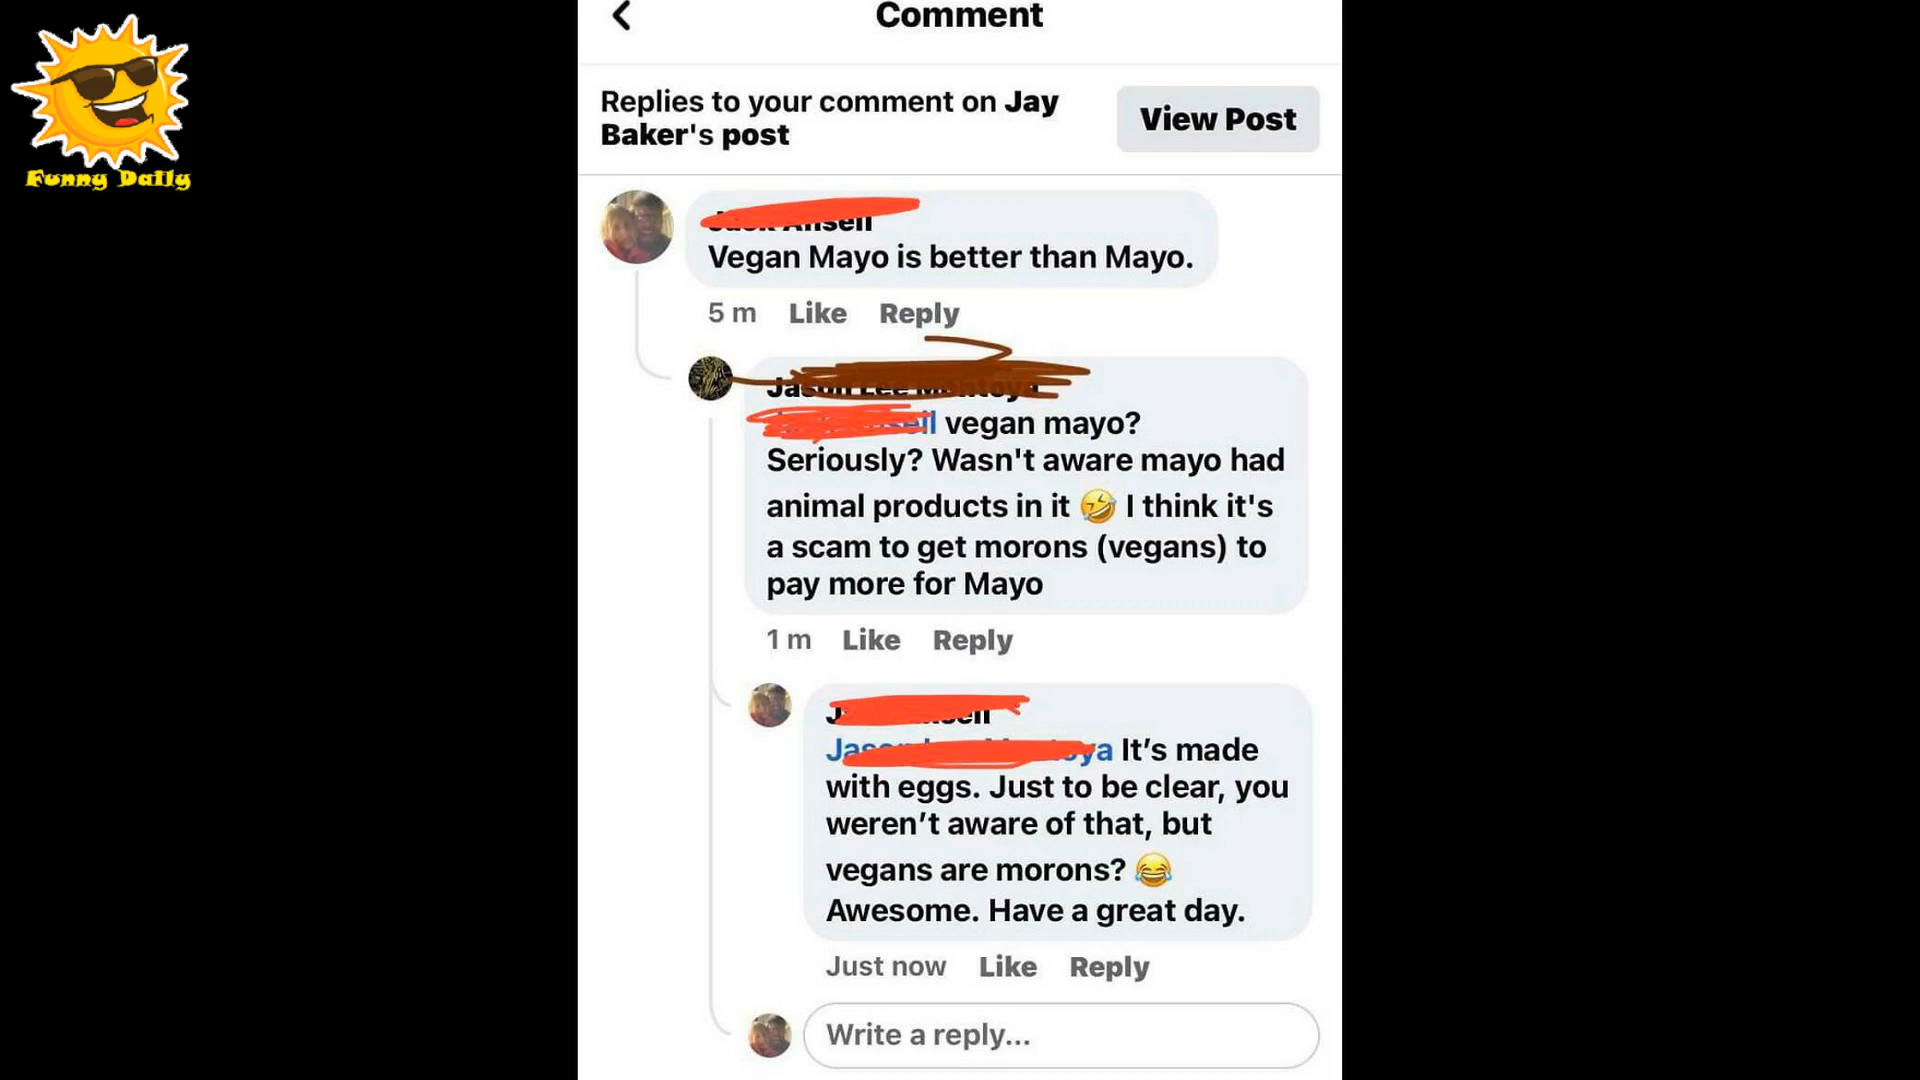 Comment
Replies to your comment on Jay
Baker's post
View Post
Funny Daily
Vegan Mayo is better than Mayo.
5 m Like Reply
vegan mayo?
Seriously? Wasn't aware mayo had
animal products in it 🤣 I think it's
a scam to get morons (vegans) to
pay more for Mayo
1 m Like Reply
It's made
with eggs. Just to be clear, you
weren't aware of that, but
vegans are morons? 😂
Awesome. Have a great day.
Just now Like Reply
Write a reply...